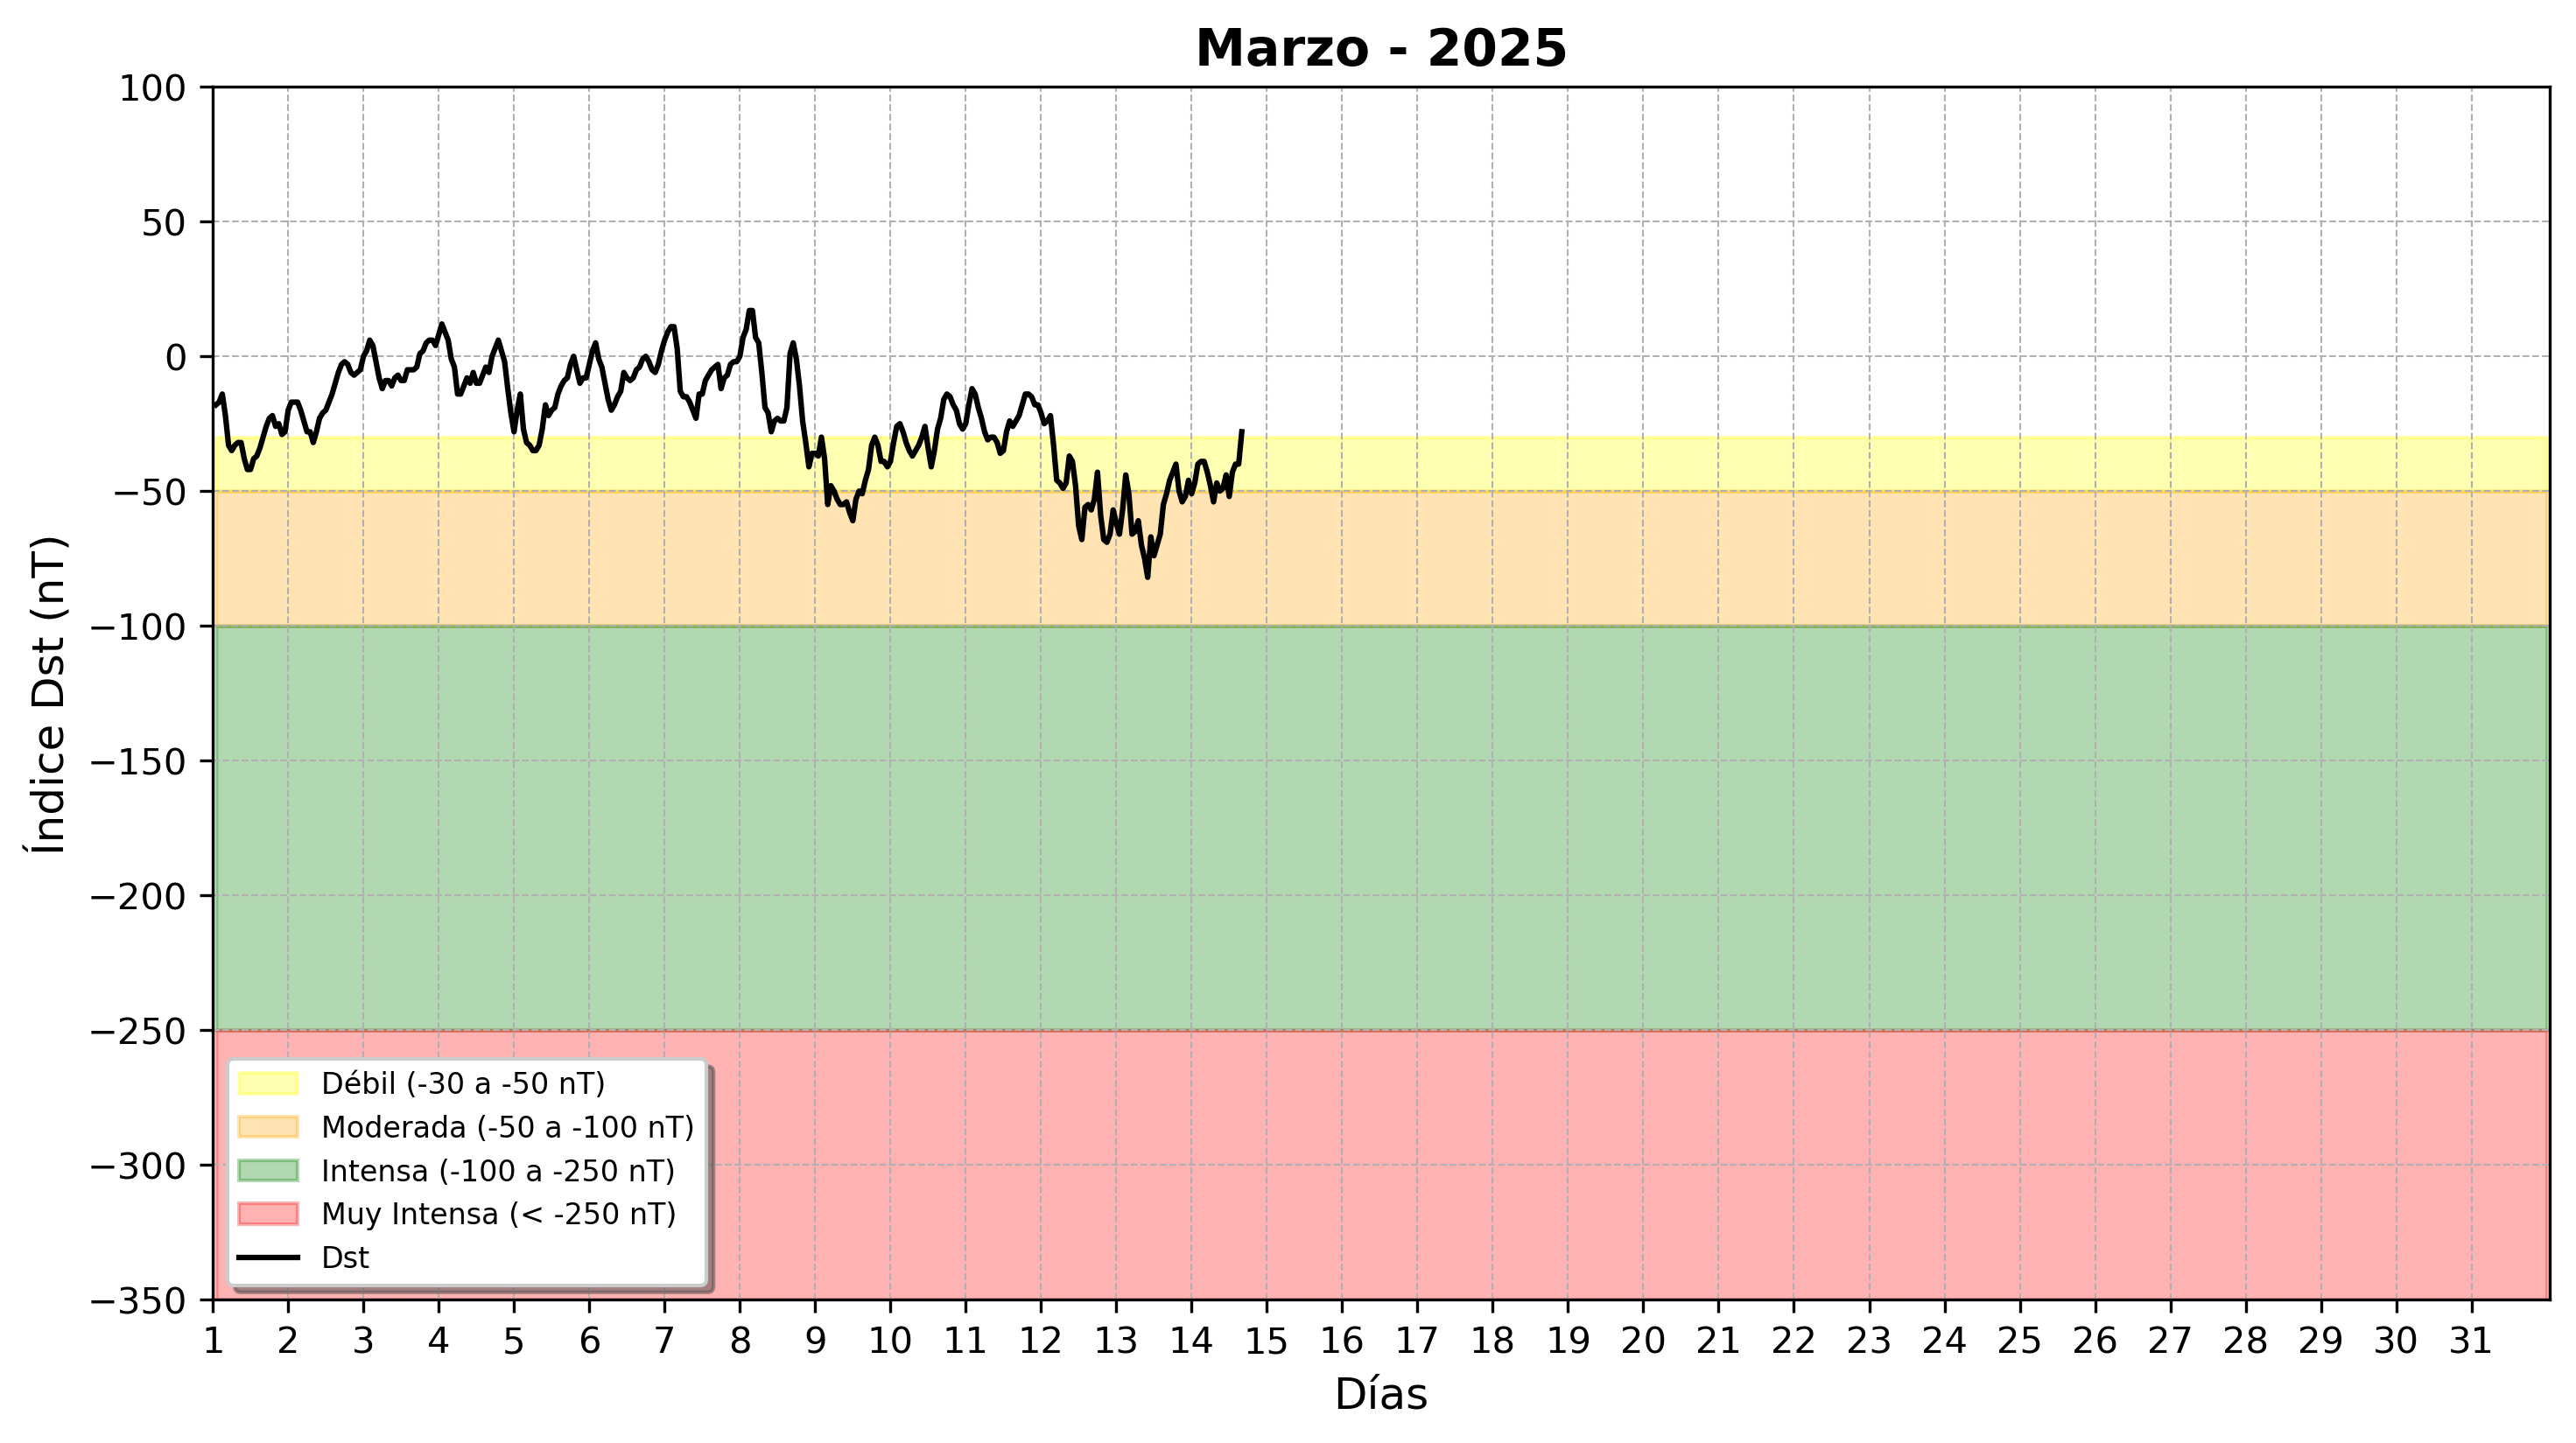 Marzo - 2025
100
50
0
−50
−100
−150
−200
−250
−300
−350
Índice Dst (nT)
Débil (-30 a -50 nT)
Moderada (-50 a -100 nT)
Intensa (-100 a -250 nT)
Muy Intensa (< -250 nT)
Dst
1 2 3 4 5 6 7 8 9 10 11 12 13 14 15 16 17 18 19 20 21 22 23 24 25 26 27 28 29 30 31
Días